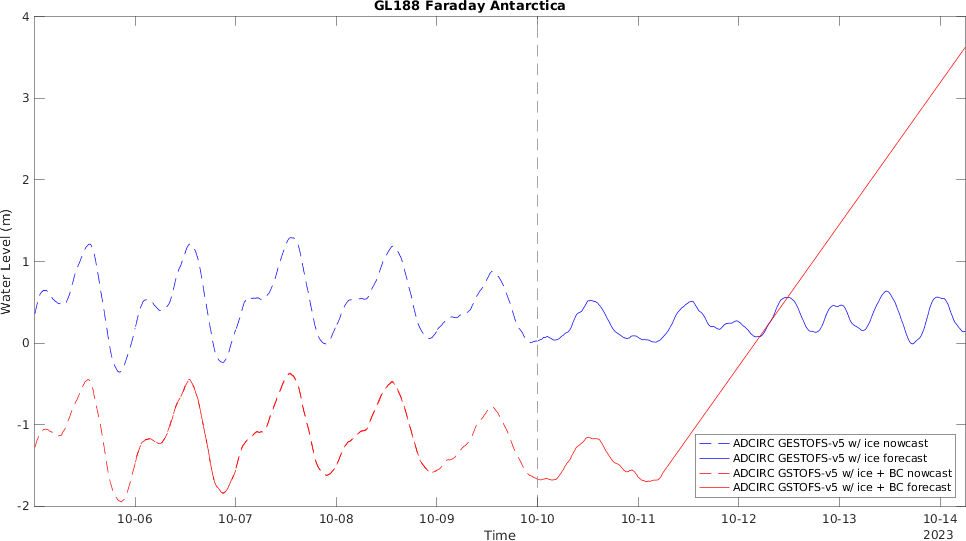 GL188 Faraday Antarctica
4
3
2
1
0
-1
-2
Water Level (m)
10-06 10-07 10-08 10-09 10-10 10-11 10-12 10-13 10-14
2023
Time
ADCIRC GESTOFS-v5 w/ ice nowcast
ADCIRC GESTOFS-v5 w/ ice forecast
ADCIRC GSTOFS-v5 w/ ice + BC nowcast
ADCIRC GSTOFS-v5 w/ ice + BC forecast